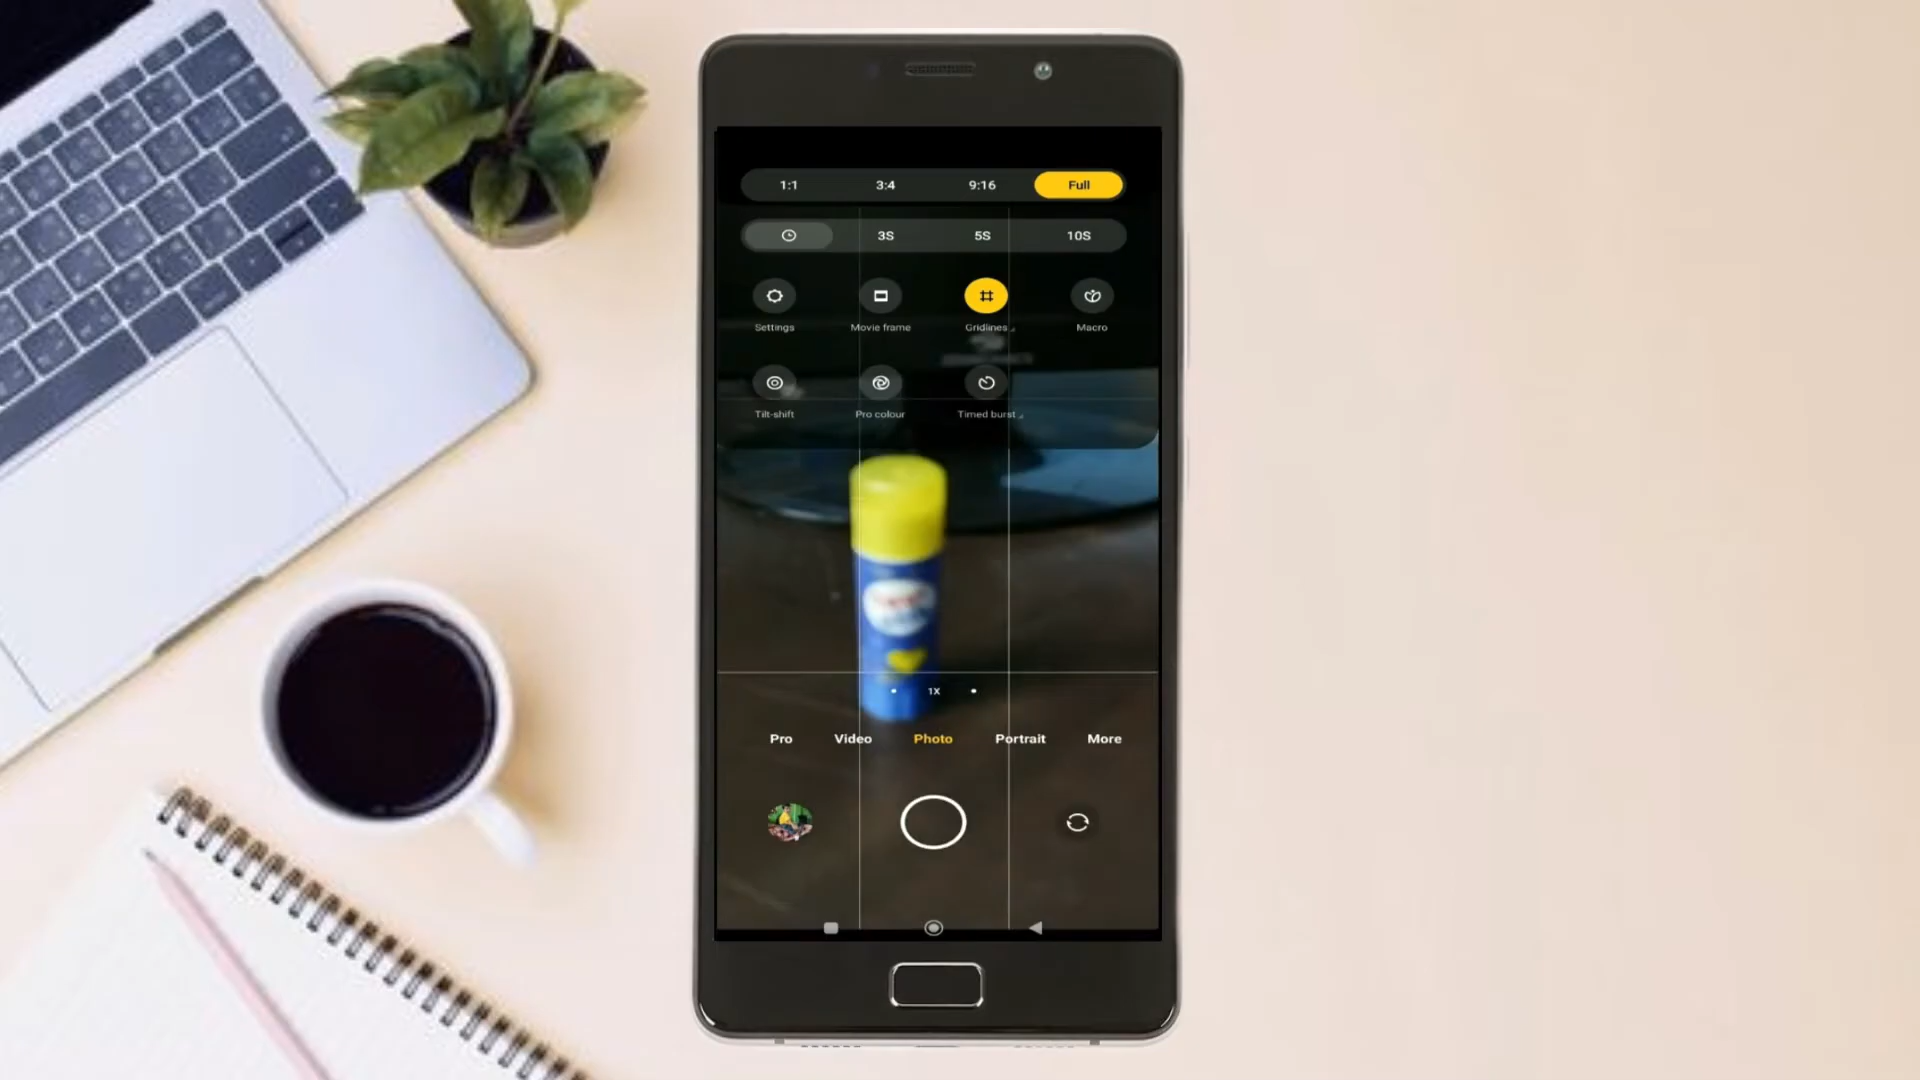 1:1 3:4 9:16 Full
3S 5S 10S
Settings Movie frame Gridlines Macro
Tilt-shift Pro colour Timed burst
1X
Pro Video Photo Portrait More